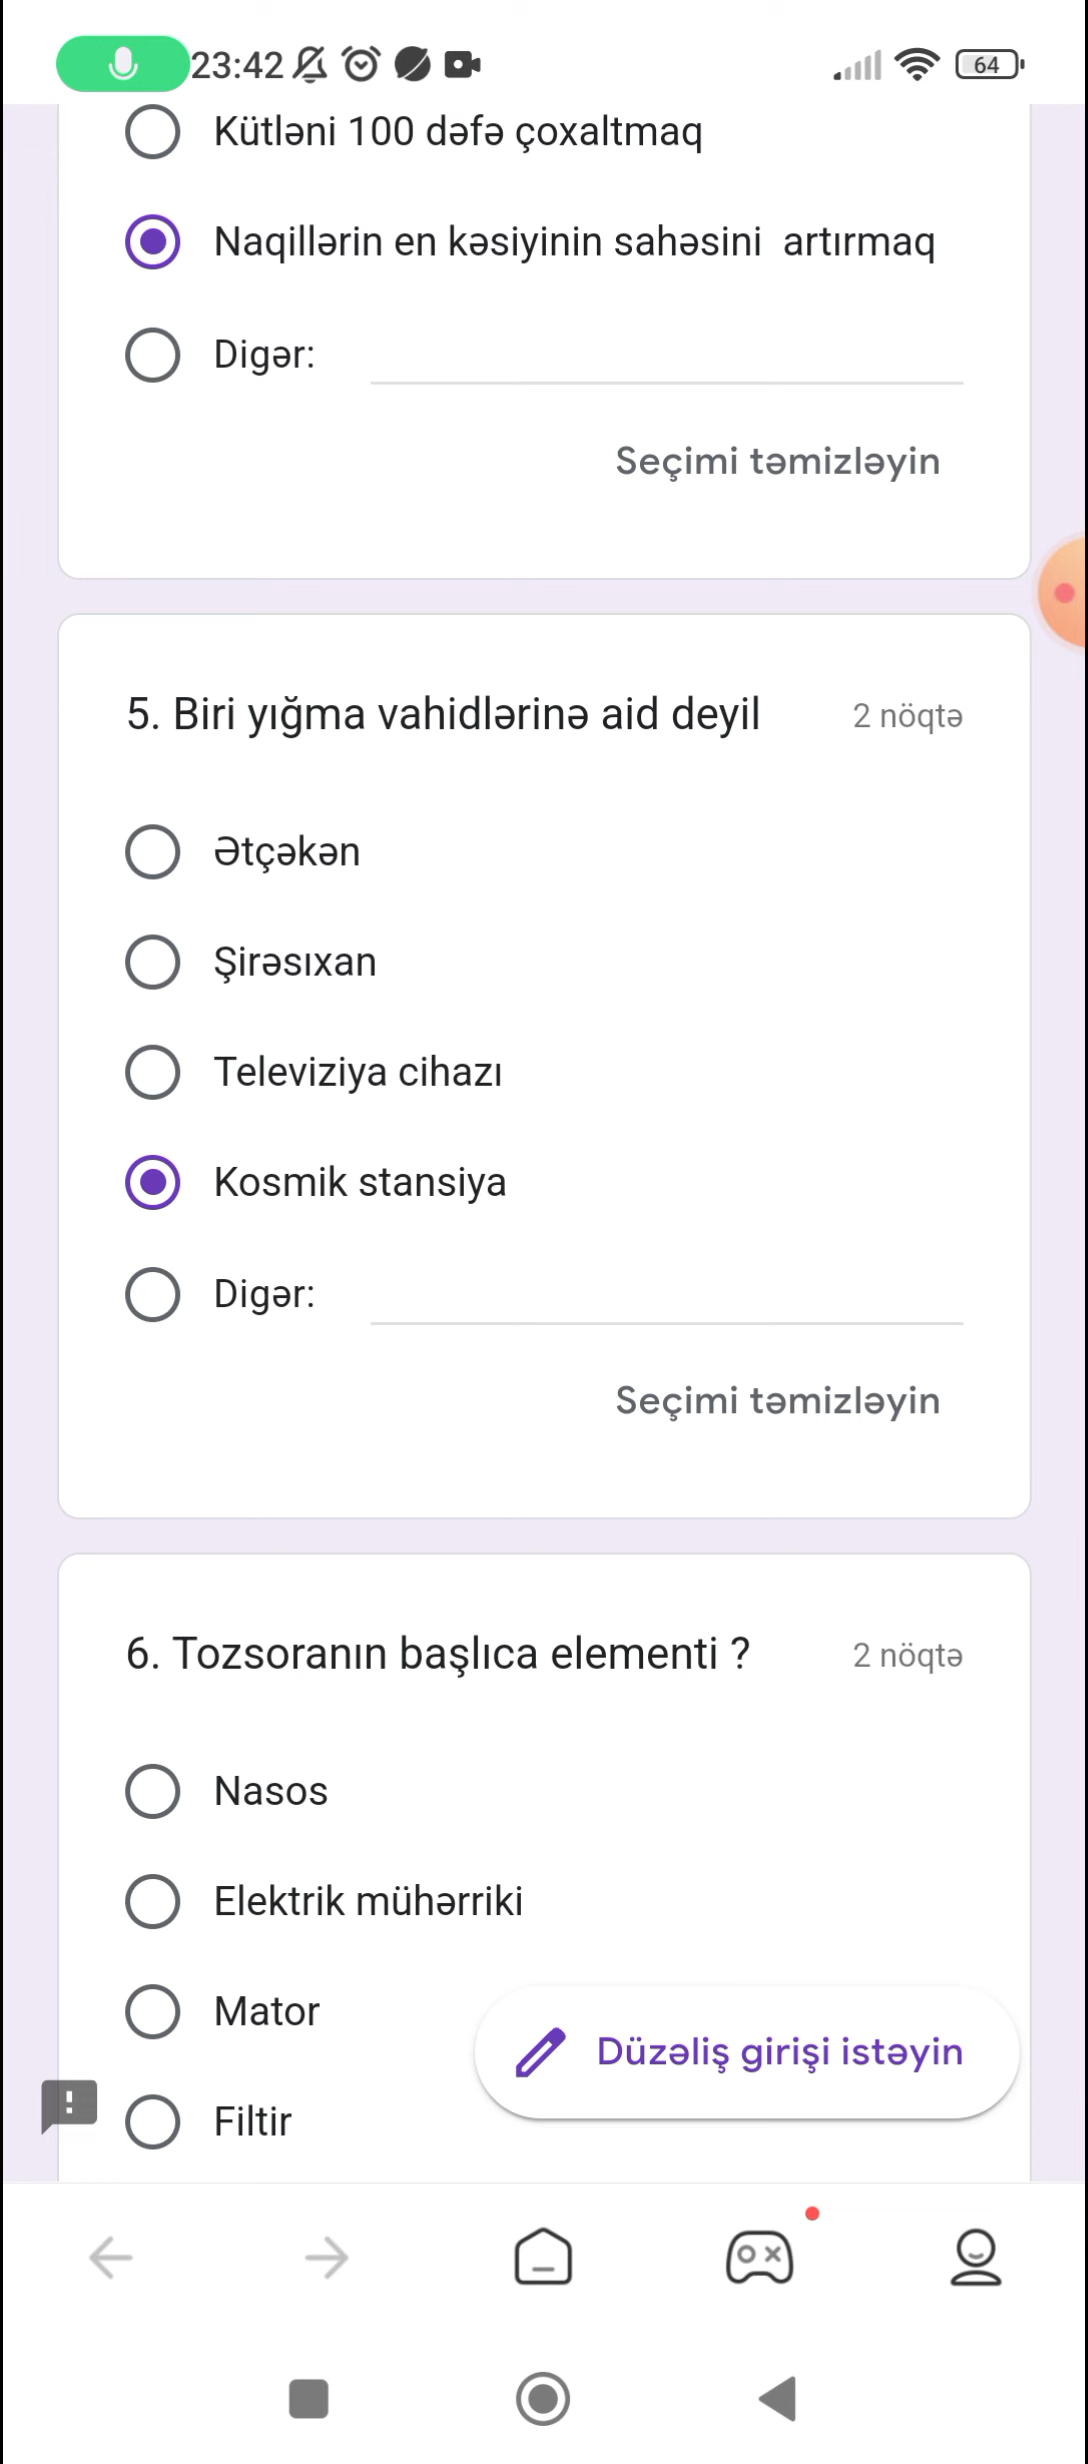 23:42
64
Kütləni 100 dəfə çoxaltmaq
Naqillərin en kəsiyinin sahəsini artırmaq
Digər:
Seçimi təmizləyin
5. Biri yığma vahidlərinə aid deyil
2 nöqtə
Ətçəkən
Şirəsıxan
Televiziya cihazı
Kosmik stansiya
Digər:
Seçimi təmizləyin
6. Tozsoranın başlıca elementi ?
2 nöqtə
Nasos
Elektrik mühərriki
Mator
Düzəliş girişi istəyin
Filtir